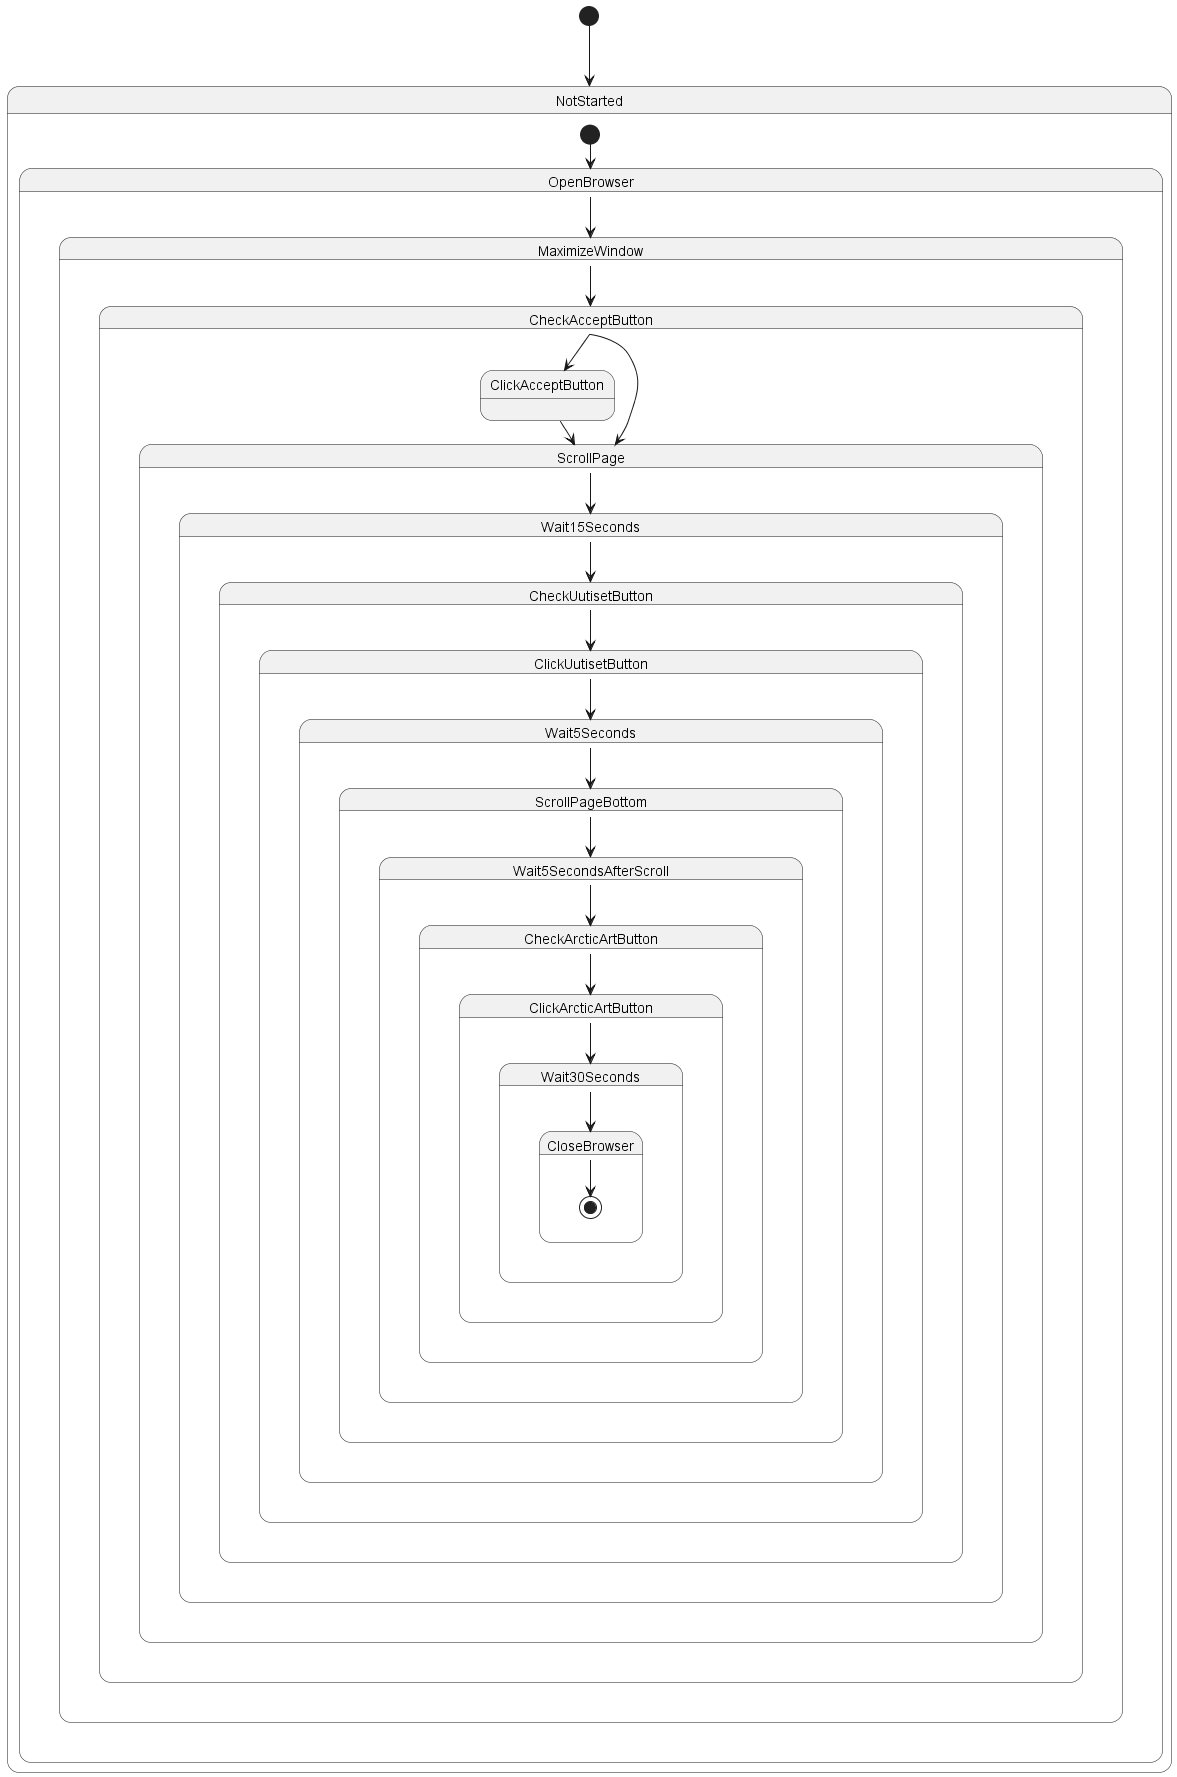 NotStarted
OpenBrowser
MaximizeWindow
CheckAcceptButton
ClickAcceptButton
ScrollPage
Wait15Seconds
CheckUutisetButton
ClickUutisetButton
Wait5Seconds
ScrollPageBottom
Wait5SecondsAfterScroll
CheckArcticArtButton
ClickArcticArtButton
Wait30Seconds
CloseBrowser